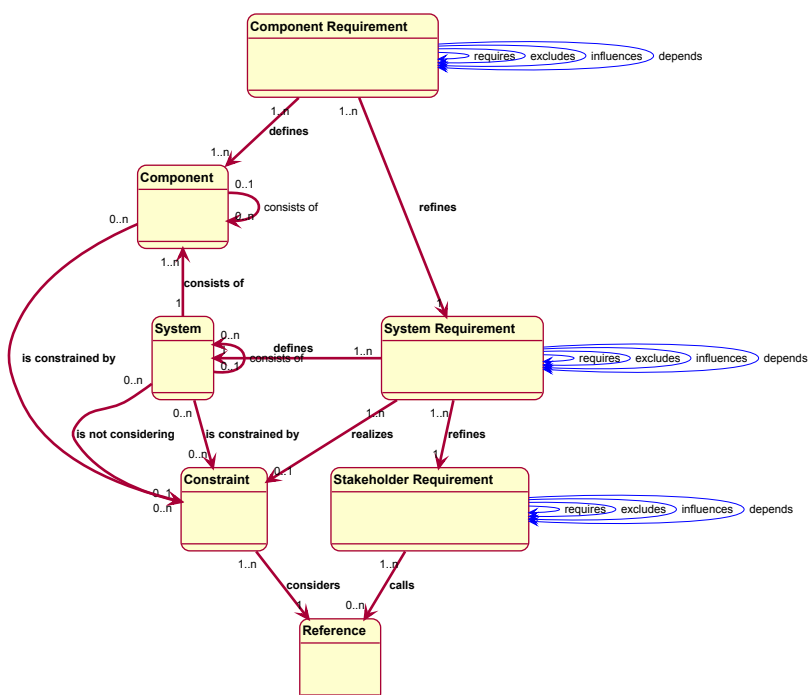 Component Requirement
requires excludes influences depends
1..n 1..n
defines
1..n
Component
0..1
refines
consists of
0..n
0..n
1..n
consists of
1
1
System
System Requirement
0..n
defines
1..n
consists of
0..1
requires excludes influences depends
is constrained by
0..n
0..n
1..n
1..n
is not considering
is constrained by
realizes
refines
0..n
1
0..1
Constraint
Stakeholder Requirement
0..1
0..n
requires excludes influences depends
1..n
1..n
considers
calls
1
0..n
Reference